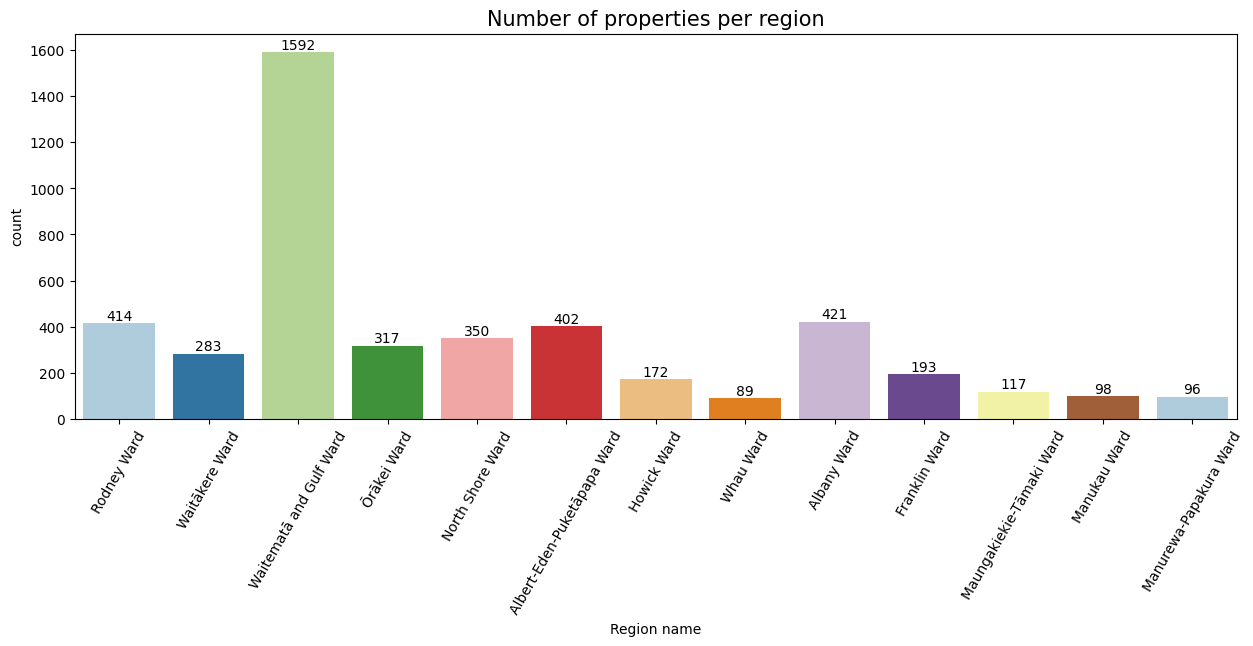 Number of properties per region
count
1600
1400
1200
1000
800
600
400
200
0
414
283
1592
317
350
402
172
89
421
193
117
98
96
Rodney Ward
Waitākere Ward
Waitematā and Gulf Ward
Ōrākei Ward
North Shore Ward
Albert-Eden-Puketāpapa Ward
Howick Ward
Whau Ward
Albany Ward
Franklin Ward
Maungakiekie-Tāmaki Ward
Manukau Ward
Manurewa-Papakura Ward
Region name